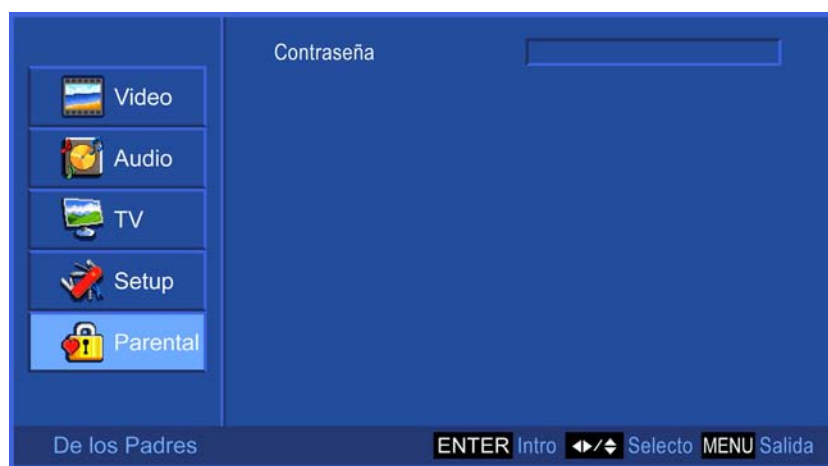 Contraseña
Video
Audio
TV
Setup
Parental
De los Padres
ENTER Intro ◂▸/◆ Selecto MENU Salida